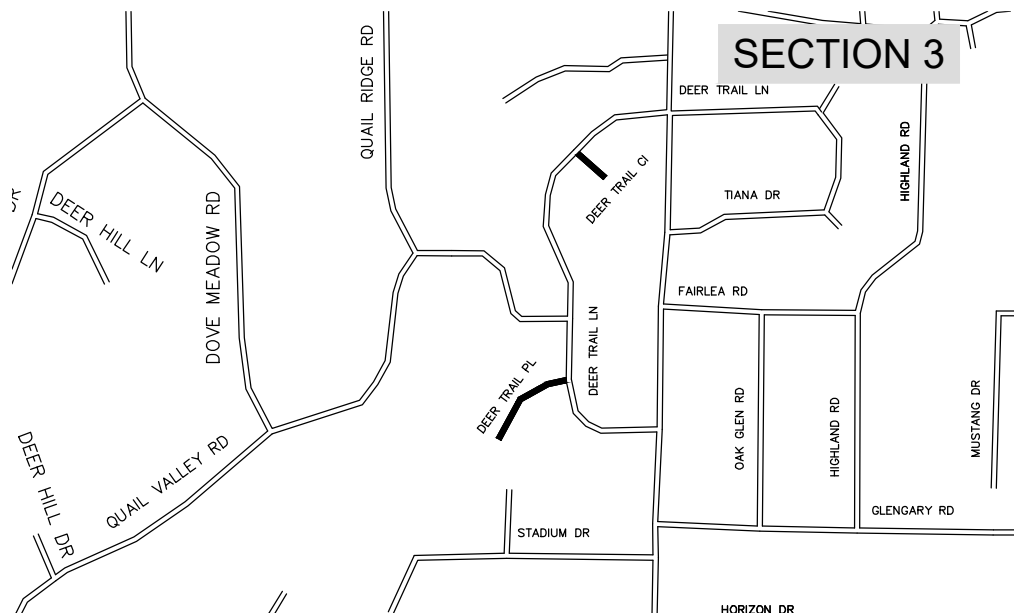 SECTION 3
QUAIL RIDGE RD
DEER TRAIL LN
HIGHLAND RD
DEER TRAIL CI
TIANA DR
DR
DEER HILL LN
DOVE MEADOW RD
FAIRLEA RD
DEER TRAIL LN
DEER TRAIL PL
OAK GLEN RD
HIGHLAND RD
MUSTANG DR
QUAIL VALLEY RD
DEER HILL DR
GLENGARY RD
STADIUM DR
HORIZON DR